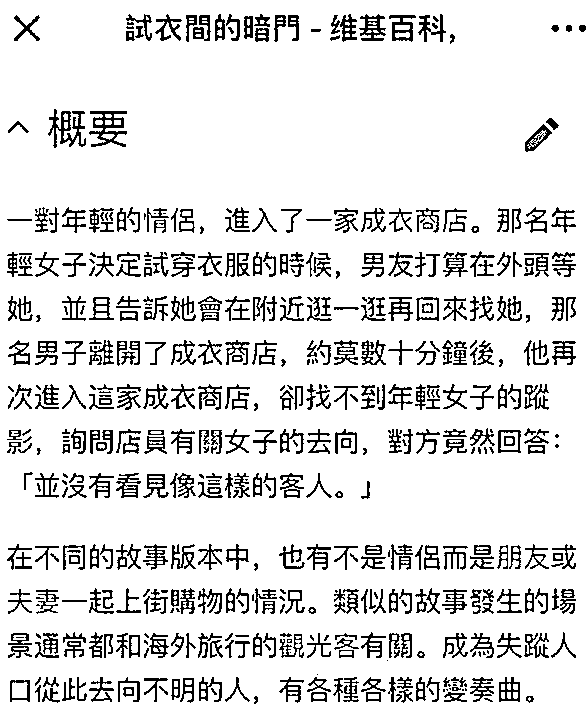 試衣間的暗門 - 维基百科,
概要
一對年輕的情侶，進入了一家成衣商店。那名年
輕女子決定試穿衣服的時候，男友打算在外頭等
她，並且告訴她會在附近逛一逛再回來找她，那
名男子離開了成衣商店，約莫數十分鐘後，他再
次進入這家成衣商店，卻找不到年輕女子的蹤
影，詢問店員有關女子的去向，對方竟然回答：
「並沒有看見像這樣的客人。」
在不同的故事版本中，也有不是情侶而是朋友或
夫妻一起上街購物的情況。類似的故事發生的場
景通常都和海外旅行的觀光客有關。成為失蹤人
口從此去向不明的人，有各種各樣的變奏曲。